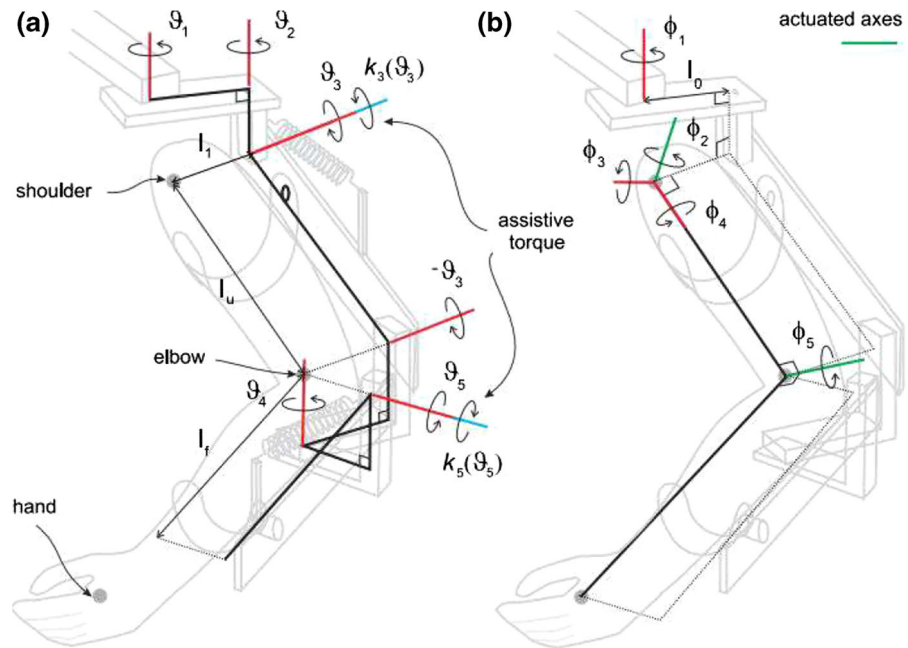 (a)
ϑ1
ϑ2
ϑ3
k3(ϑ3)
l1
shoulder
assistive
torque
lu
-ϑ3
elbow
ϑ4
ϑ5
k5(ϑ5)
lf
hand
(b)
actuated axes
ϕ1
l0
ϕ2
ϕ3
ϕ4
ϕ5